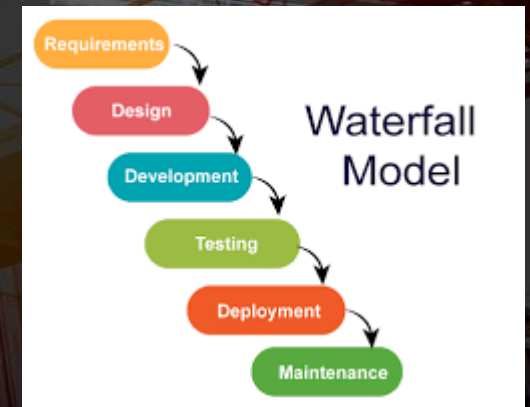 Requirements
Design
Waterfall
Model
Development
Testing
Deployment
Maintenance